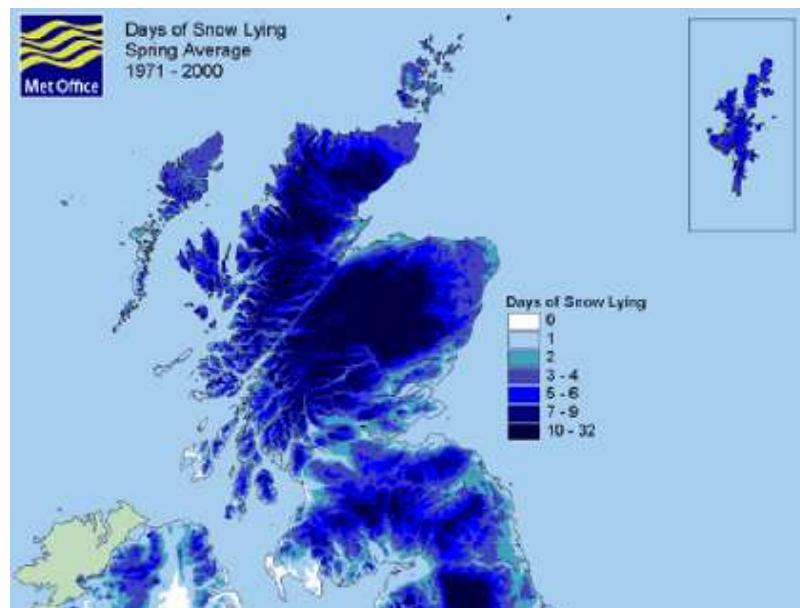 Met Office
Days of Snow Lying
Spring Average
1971 - 2000
Days of Snow Lying
0
1
2
3 - 4
5 - 6
7 - 9
10 - 32